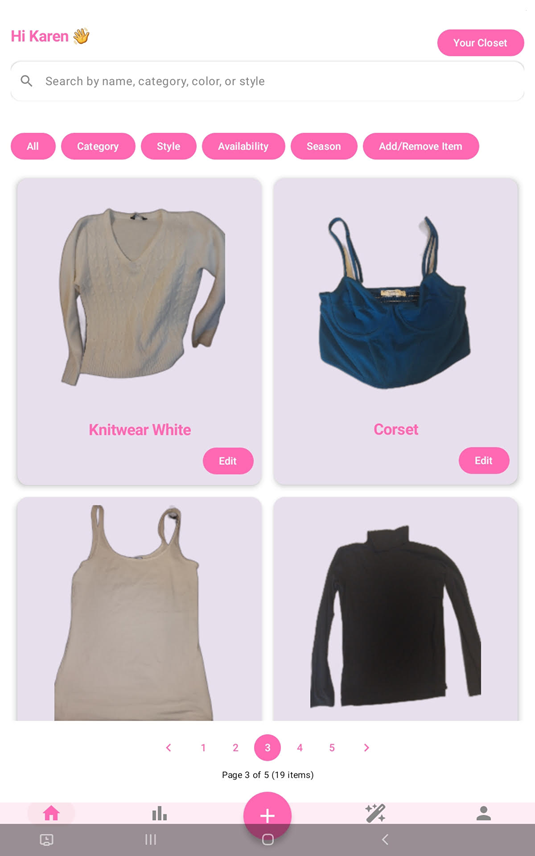 Hi Karen 👋
Your Closet
Search by name, category, color, or style
All Category Style Availability Season Add/Remove Item
Knitwear White Corset
Edit Edit
1 2 3 4 5
Page 3 of 5 (19 items)